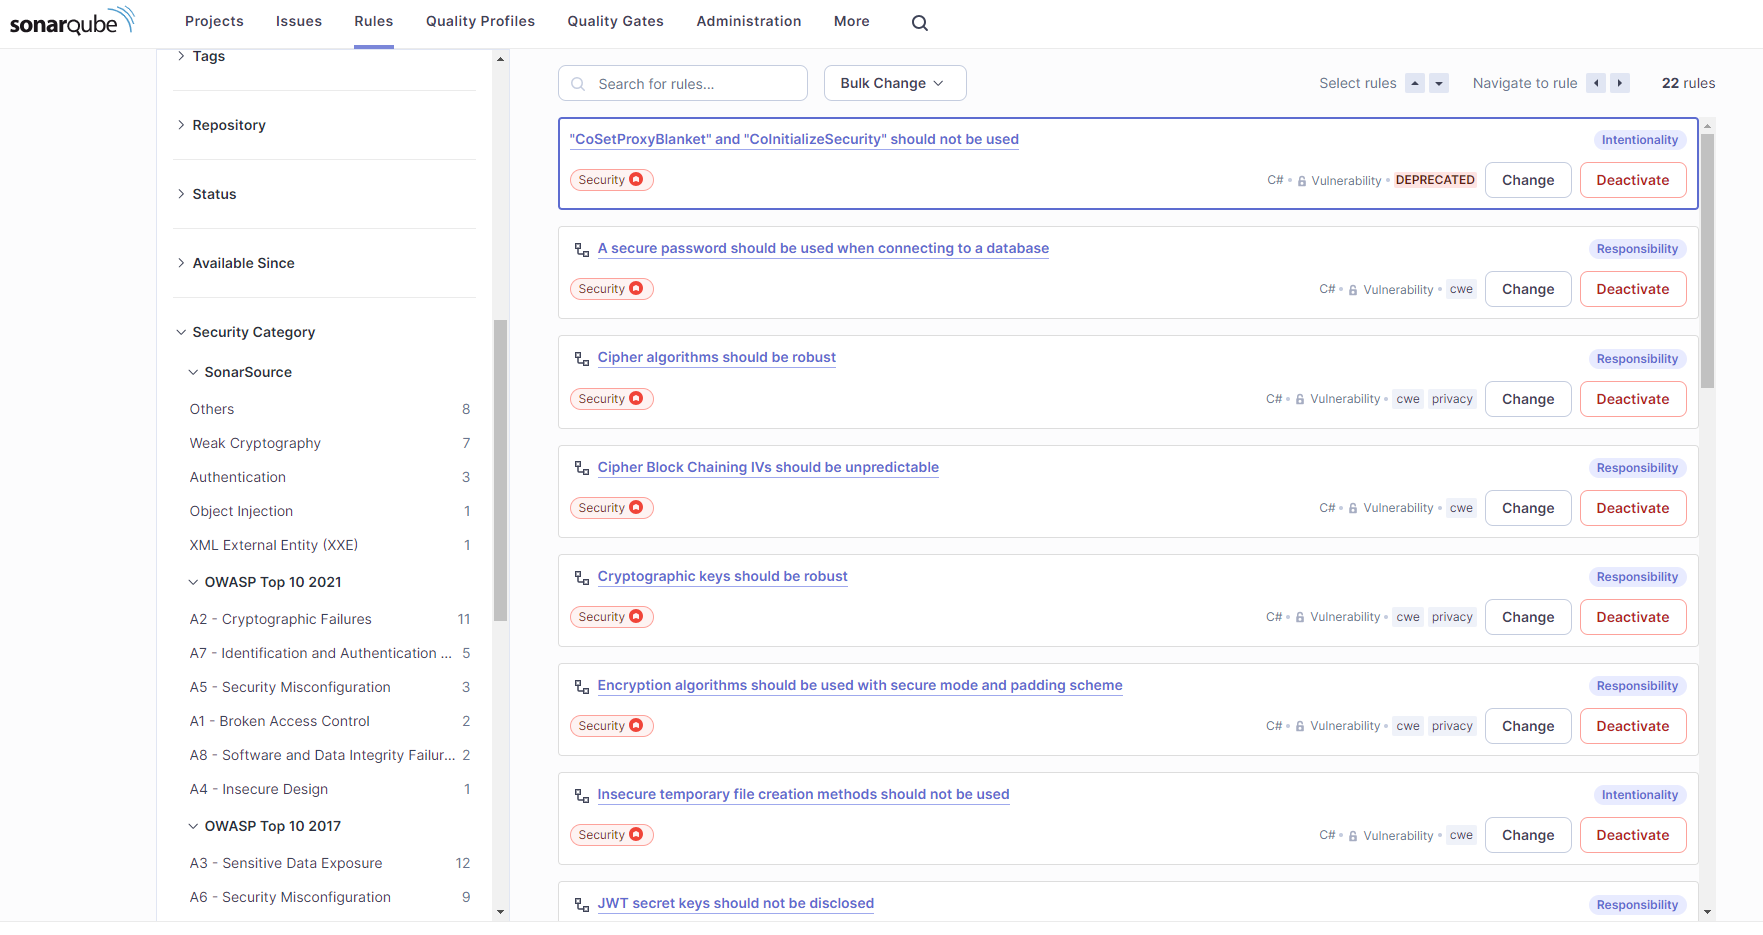 sonarqube
Projects Issues Rules Quality Profiles Quality Gates Administration More
Tags
Repository
Status
Available Since
Security Category
SonarSource
Others 8
Weak Cryptography 7
Authentication 3
Object Injection 1
XML External Entity (XXE) 1
OWASP Top 10 2021
A2 - Cryptographic Failures 11
A7 - Identification and Authentication ... 5
A5 - Security Misconfiguration 3
A1 - Broken Access Control 2
A8 - Software and Data Integrity Failur... 2
A4 - Insecure Design 1
OWASP Top 10 2017
A3 - Sensitive Data Exposure 12
A6 - Security Misconfiguration 9
Search for rules... Bulk Change Select rules Navigate to rule 22 rules
"CoSetProxyBlanket" and "CoInitializeSecurity" should not be used Intentionality
Security C# • Vulnerability • DEPRECATED Change Deactivate
A secure password should be used when connecting to a database Responsibility
Security C# • Vulnerability • cwe Change Deactivate
Cipher algorithms should be robust Responsibility
Security C# • Vulnerability • cwe privacy Change Deactivate
Cipher Block Chaining IVs should be unpredictable Responsibility
Security C# • Vulnerability • cwe Change Deactivate
Cryptographic keys should be robust Responsibility
Security C# • Vulnerability • cwe privacy Change Deactivate
Encryption algorithms should be used with secure mode and padding scheme Responsibility
Security C# • Vulnerability • cwe privacy Change Deactivate
Insecure temporary file creation methods should not be used Intentionality
Security C# • Vulnerability • cwe Change Deactivate
JWT secret keys should not be disclosed Responsibility